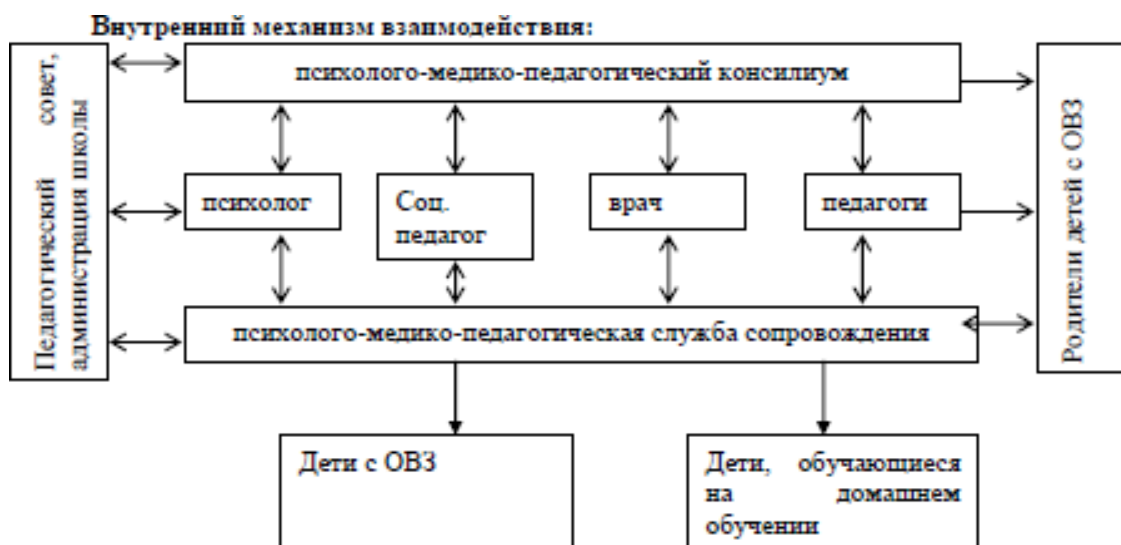 Внутренний механизм взаимодействия:
Педагогический совет,
администрация школы
психолого-медико-педагогический консилиум
психолог
Соц.
педагог
врач
педагоги
психолого-медико-педагогическая служба сопровождения
Родители детей с ОВЗ
Дети с ОВЗ
Дети, обучающиеся
на домашнем
обучении